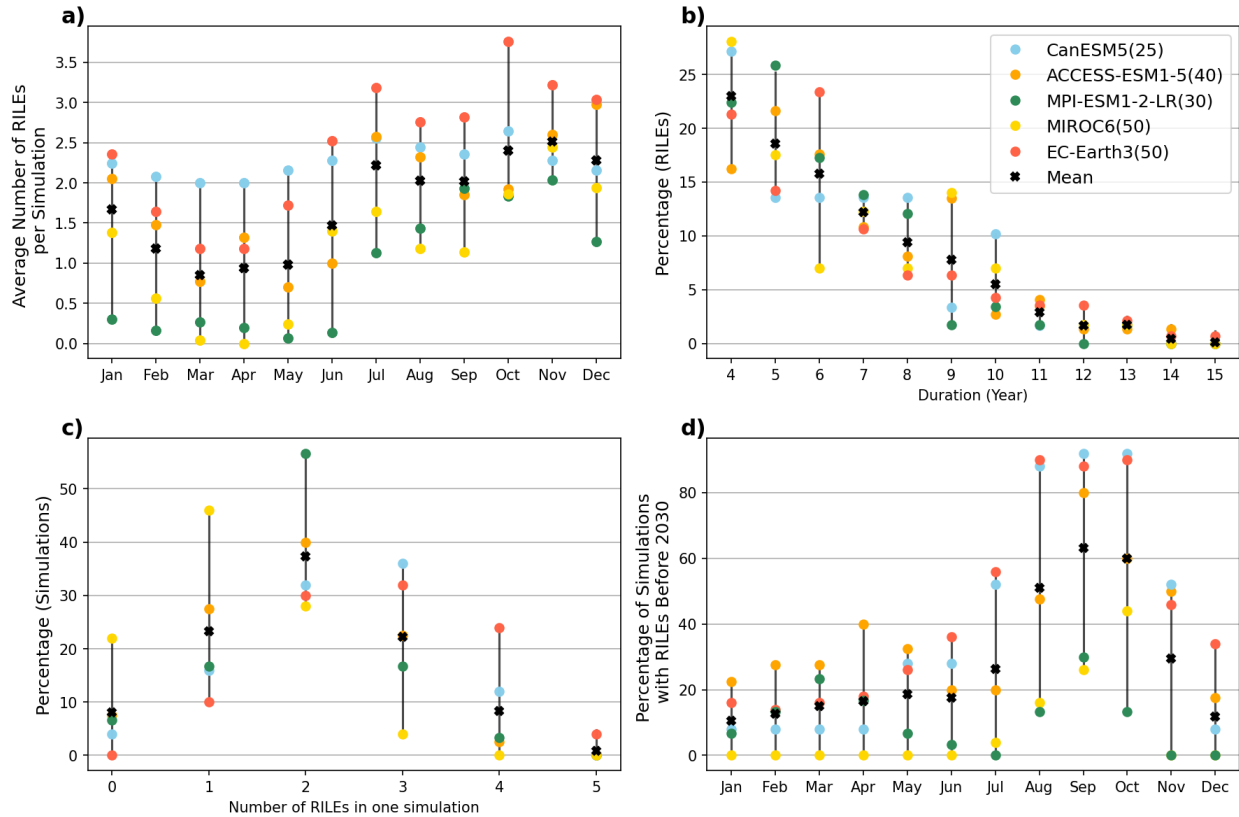 a)
Average Number of RILEs
per Simulation
3.5
3.0
2.5
2.0
1.5
1.0
0.5
0.0
Jan Feb Mar Apr May Jun Jul Aug Sep Oct Nov Dec
b)
Percentage (RILEs)
25
20
15
10
5
0
4 5 6 7 8 9 10 11 12 13 14 15
Duration (Year)
CanESM5(25)
ACCESS-ESM1-5(40)
MPI-ESM1-2-LR(30)
MIROC6(50)
EC-Earth3(50)
Mean
c)
Percentage (Simulations)
50
40
30
20
10
0
0 1 2 3 4 5
Number of RILEs in one simulation
d)
Percentage of Simulations
with RILEs Before 2030
80
60
40
20
0
Jan Feb Mar Apr May Jun Jul Aug Sep Oct Nov Dec